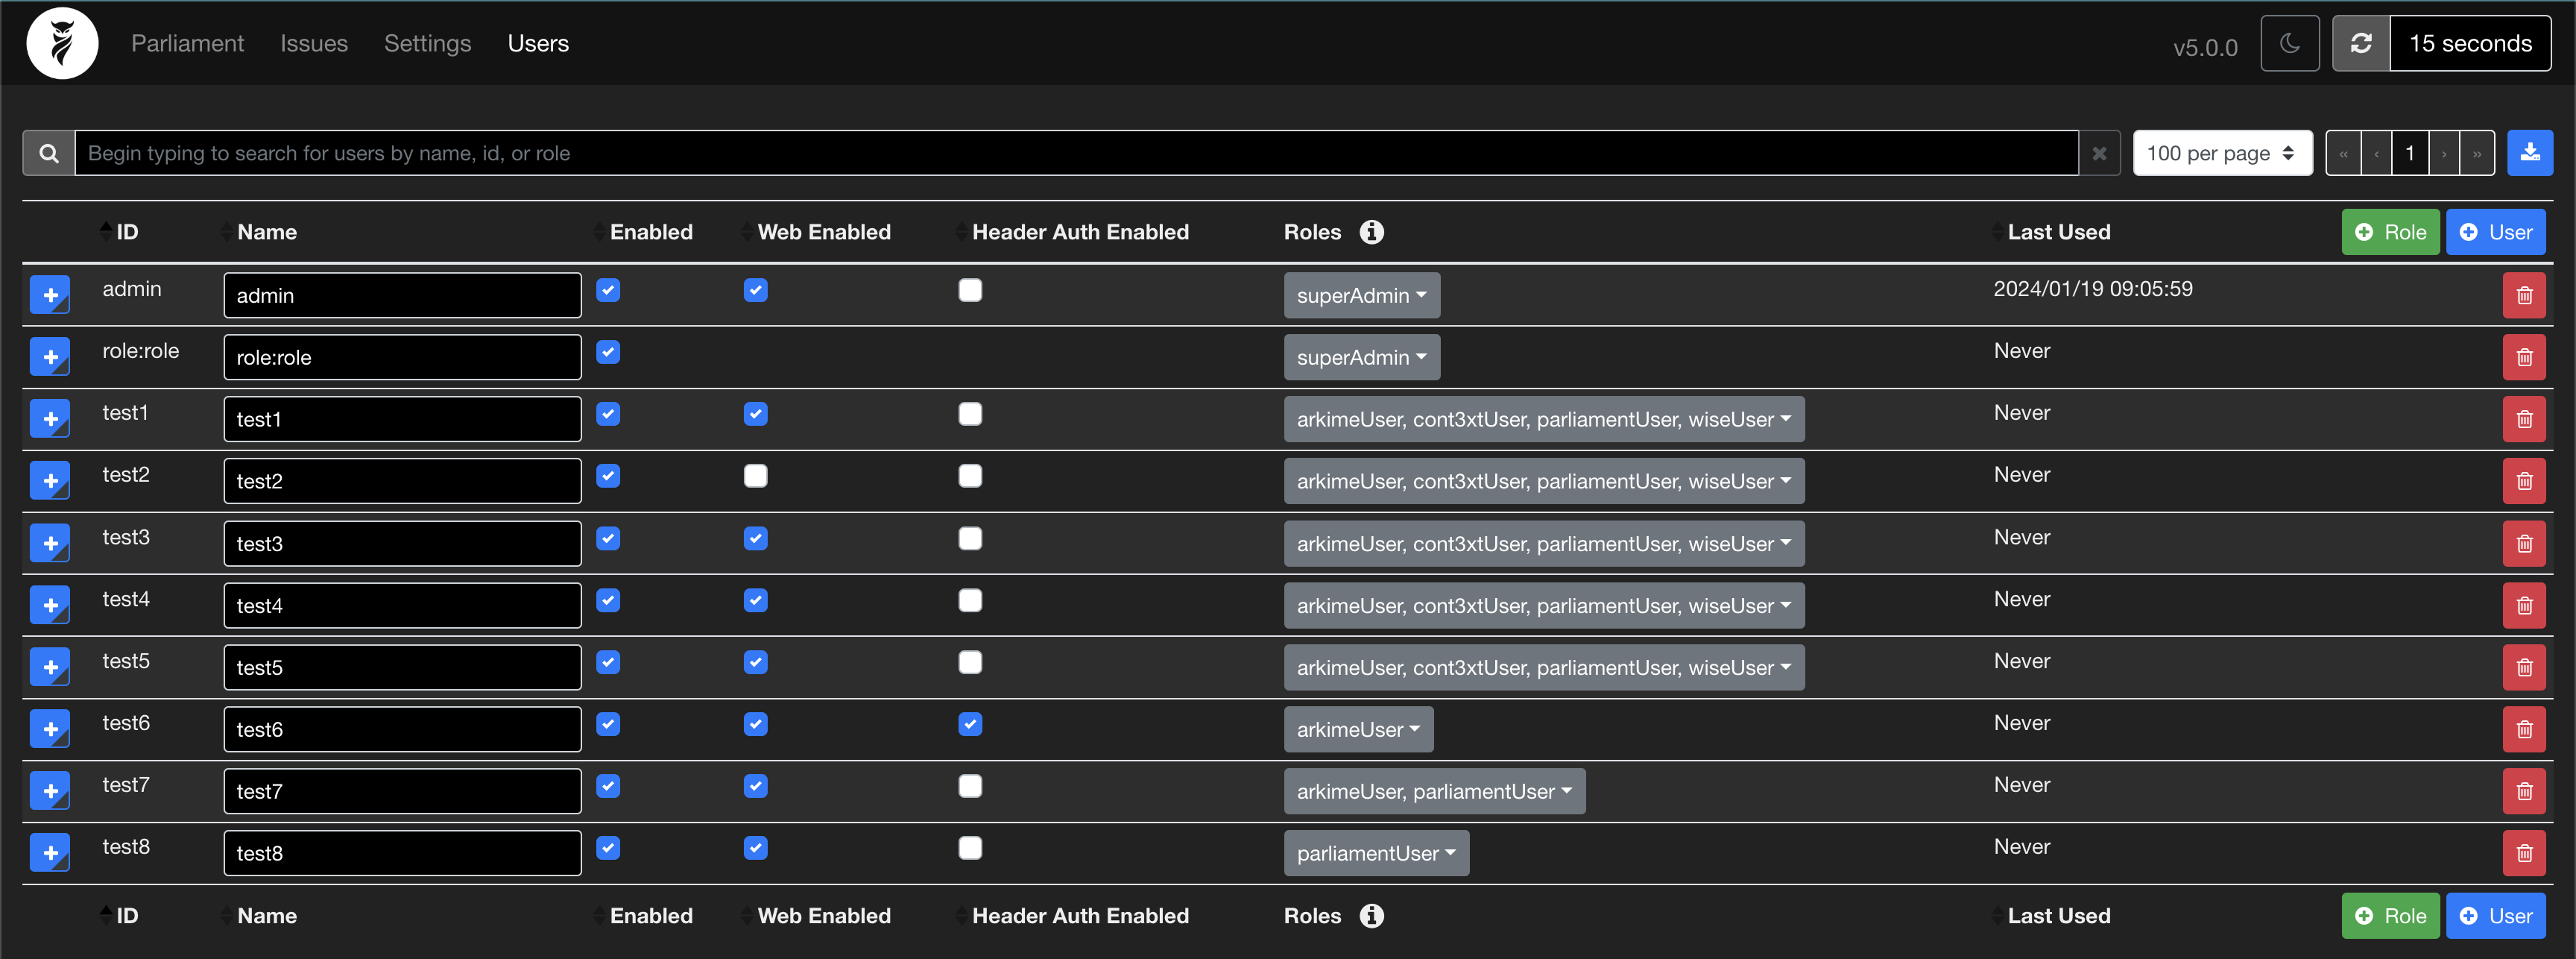 Parliament Issues Settings Users v5.0.0 15 seconds
Begin typing to search for users by name, id, or role 100 per page « ‹ 1 › »
ID Name Enabled Web Enabled Header Auth Enabled Roles Last Used Role User
admin admin superAdmin 2024/01/19 09:05:59
role:role role:role superAdmin Never
test1 test1 arkimeUser, cont3xtUser, parliamentUser, wiseUser Never
test2 test2 arkimeUser, cont3xtUser, parliamentUser, wiseUser Never
test3 test3 arkimeUser, cont3xtUser, parliamentUser, wiseUser Never
test4 test4 arkimeUser, cont3xtUser, parliamentUser, wiseUser Never
test5 test5 arkimeUser, cont3xtUser, parliamentUser, wiseUser Never
test6 test6 arkimeUser Never
test7 test7 arkimeUser, parliamentUser Never
test8 test8 parliamentUser Never
ID Name Enabled Web Enabled Header Auth Enabled Roles Last Used Role User